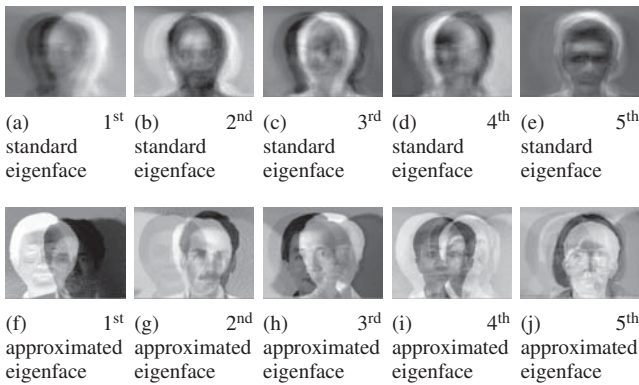 (a) 1st (b) 2nd (c) 3rd (d) 4th (e) 5th
standard standard standard standard standard
eigenface eigenface eigenface eigenface eigenface
(f) 1st (g) 2nd (h) 3rd (i) 4th (j) 5th
approximated approximated approximated approximated approximated
eigenface eigenface eigenface eigenface eigenface